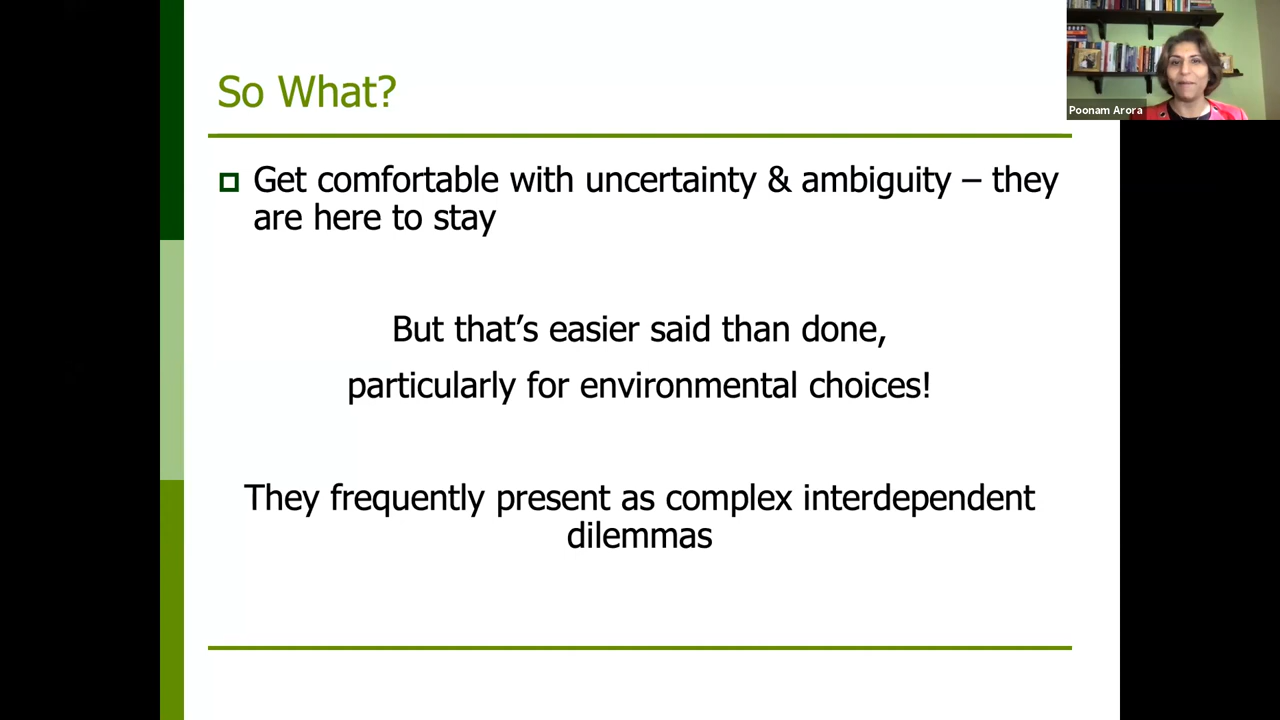 So What?
Poonam Arora
Get comfortable with uncertainty & ambiguity – they
are here to stay
But that’s easier said than done,
particularly for environmental choices!
They frequently present as complex interdependent
dilemmas